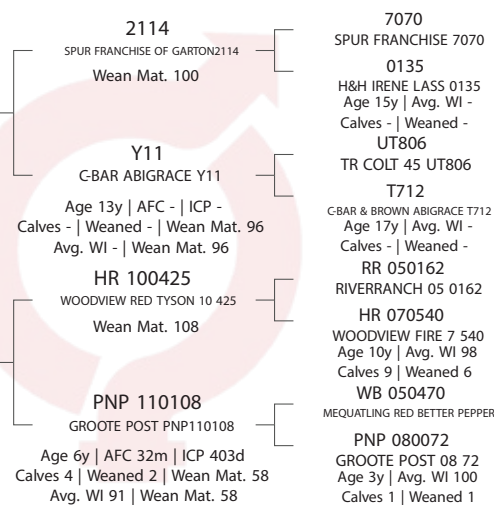 2114
SPUR FRANCHISE OF GARTON2114
Wean Mat. 100
Y11
C-BAR ABIGRACE Y11
Age 13y | AFC - | ICP -
Calves - | Weaned - | Wean Mat. 96
Avg. WI - | Wean Mat. 96
HR 100425
WOODVIEW RED TYSON 10 425
Wean Mat. 108
PNP 110108
GROOTE POST PNP110108
Age 6y | AFC 32m | ICP 403d
Calves 4 | Weaned 2 | Wean Mat. 58
Avg. WI 91 | Wean Mat. 58
7070
SPUR FRANCHISE 7070
0135
H&H IRENE LASS 0135
Age 15y | Avg. WI -
Calves - | Weaned -
UT806
TR COLT 45 UT806
T712
C-BAR & BROWN ABIGRACE T712
Age 17y | Avg. WI -
Calves - | Weaned -
RR 050162
RIVERRANCH 05 0162
HR 070540
WOODVIEW FIRE 7 540
Age 10y | Avg. WI 98
Calves 9 | Weaned 6
WB 050470
MEQUATLING RED BETTER PEPPER
PNP 080072
GROOTE POST 08 72
Age 3y | Avg. WI 100
Calves 1 | Weaned 1